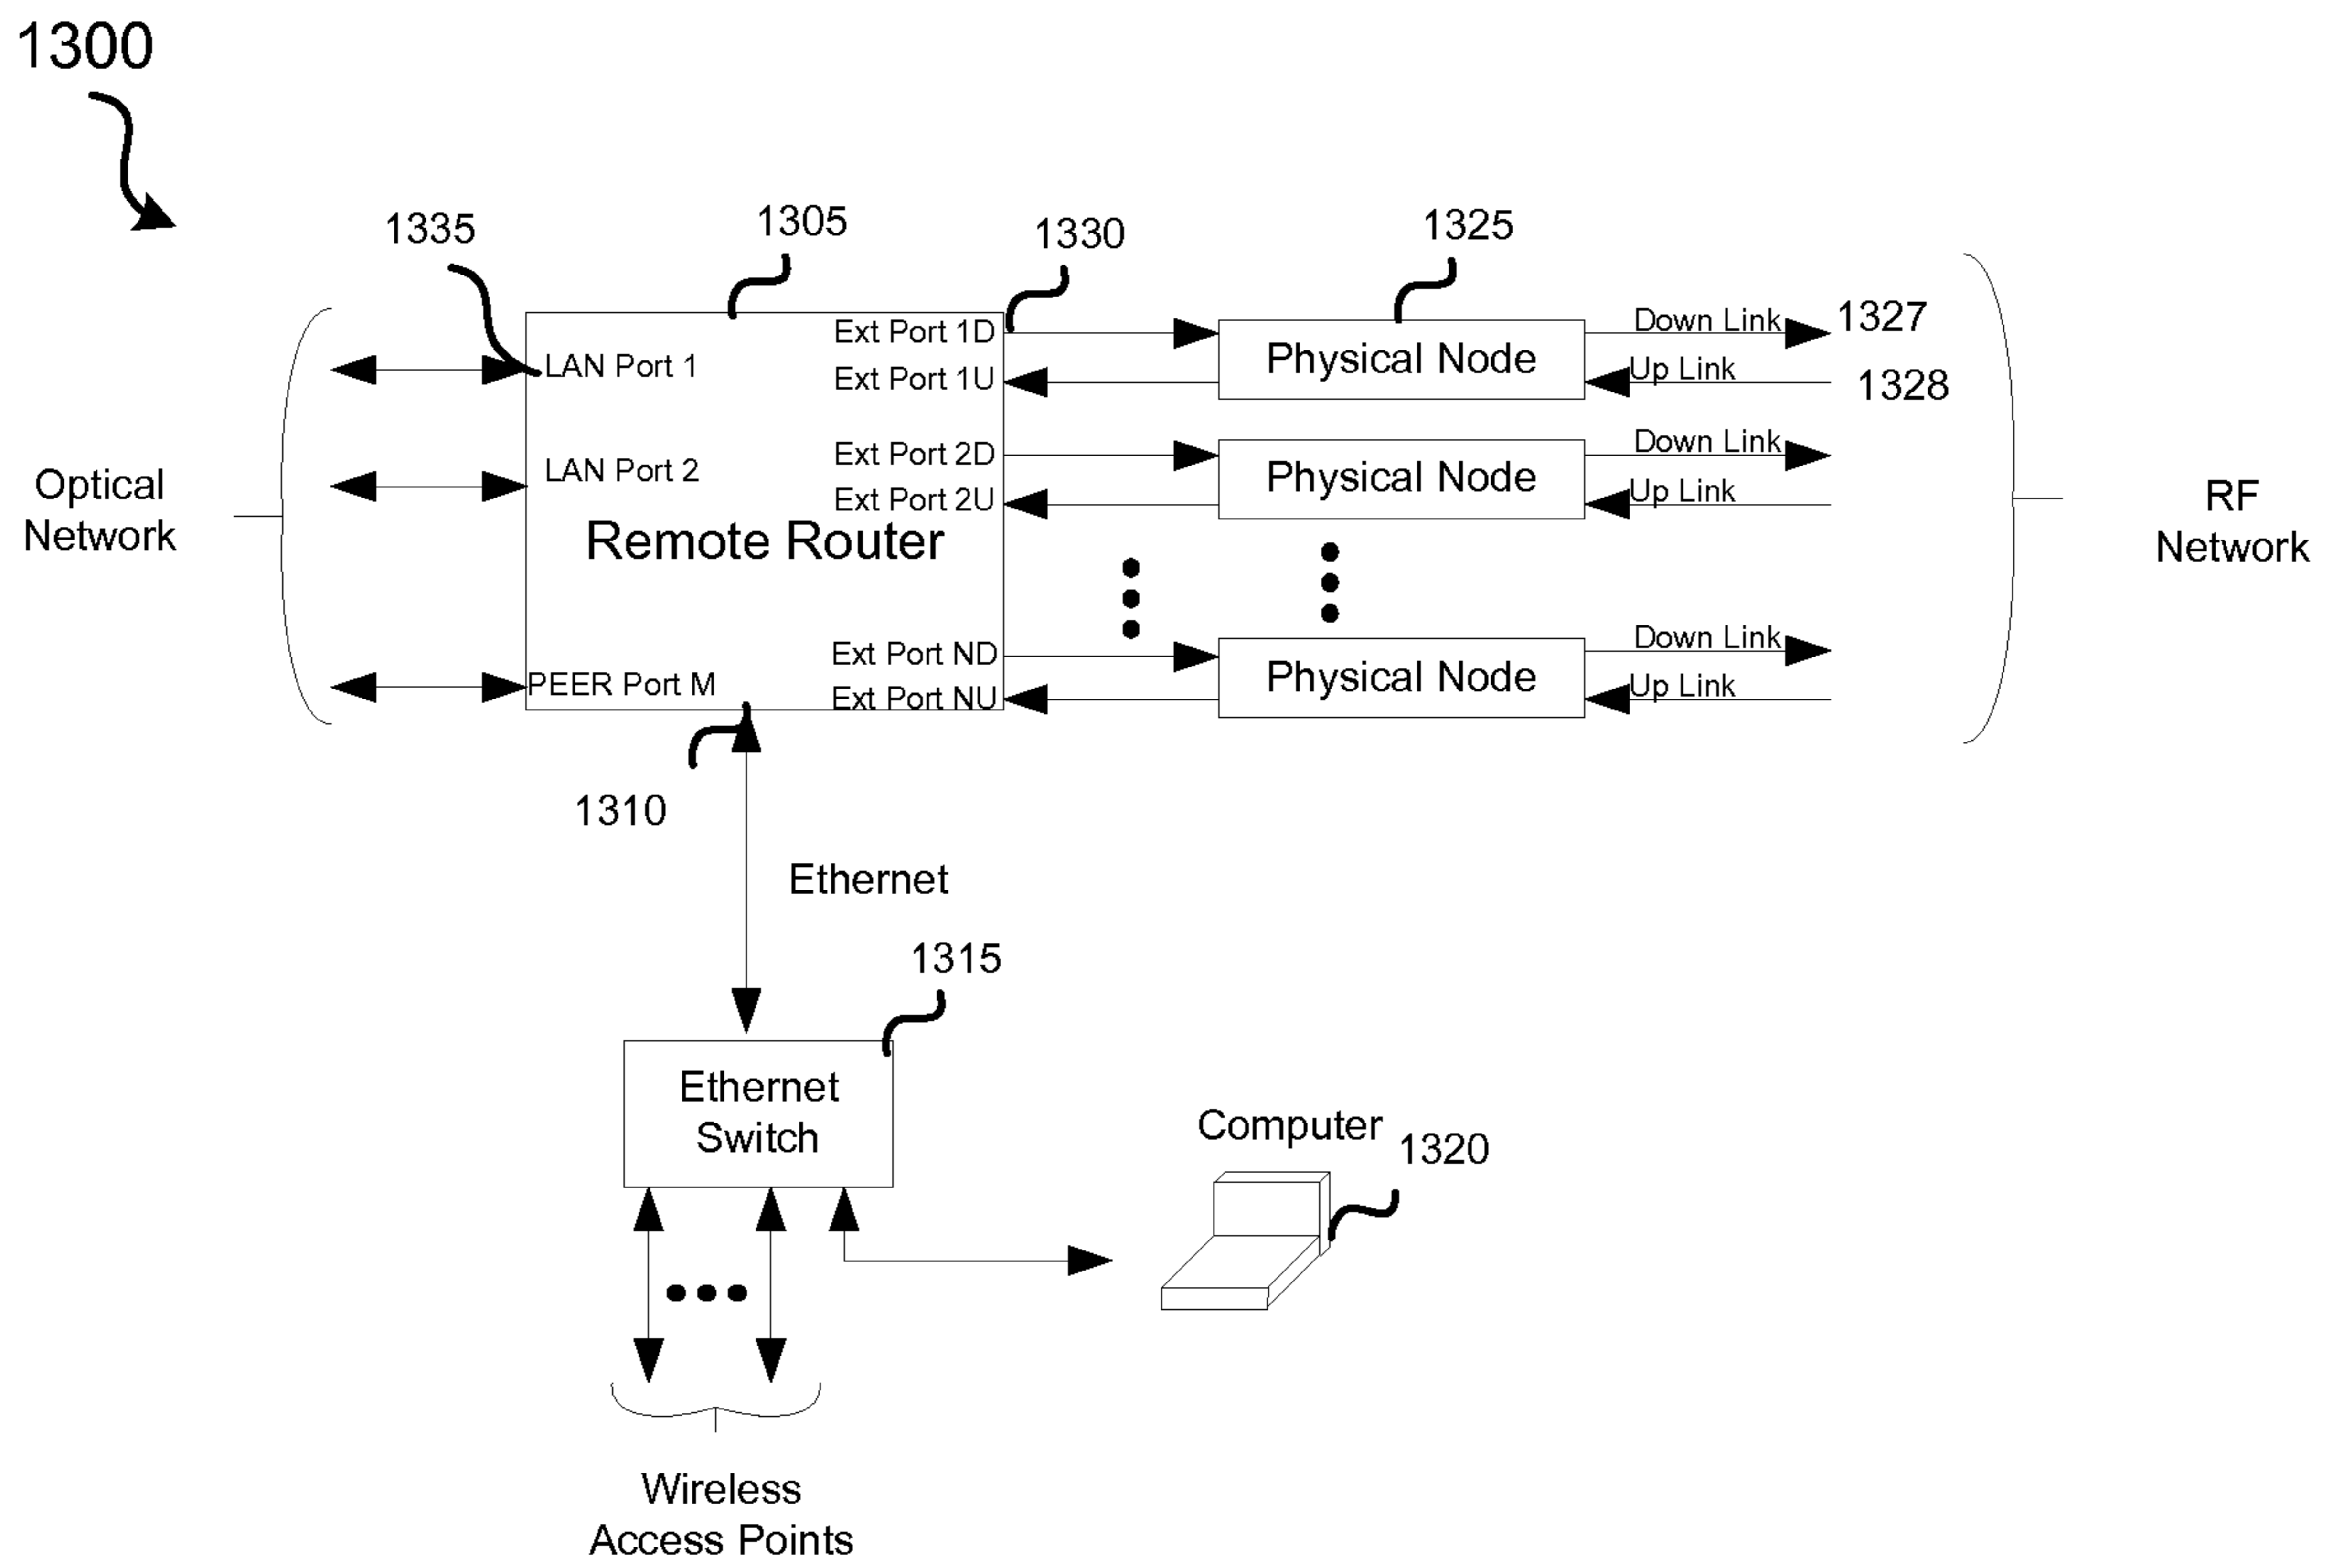 1300
1335
1305
1330
1325
Ext Port 1D
Down Link
1327
LAN Port 1
Physical Node
Ext Port 1U
Up Link
1328
Ext Port 2D
Down Link
LAN Port 2
Physical Node
Ext Port 2U
Up Link
Optical
Network
Remote Router
RF
Network
Ext Port ND
Down Link
PEER Port M
Physical Node
Ext Port NU
Up Link
1310
Ethernet
1315
Ethernet
Switch
Computer
1320
Wireless
Access Points